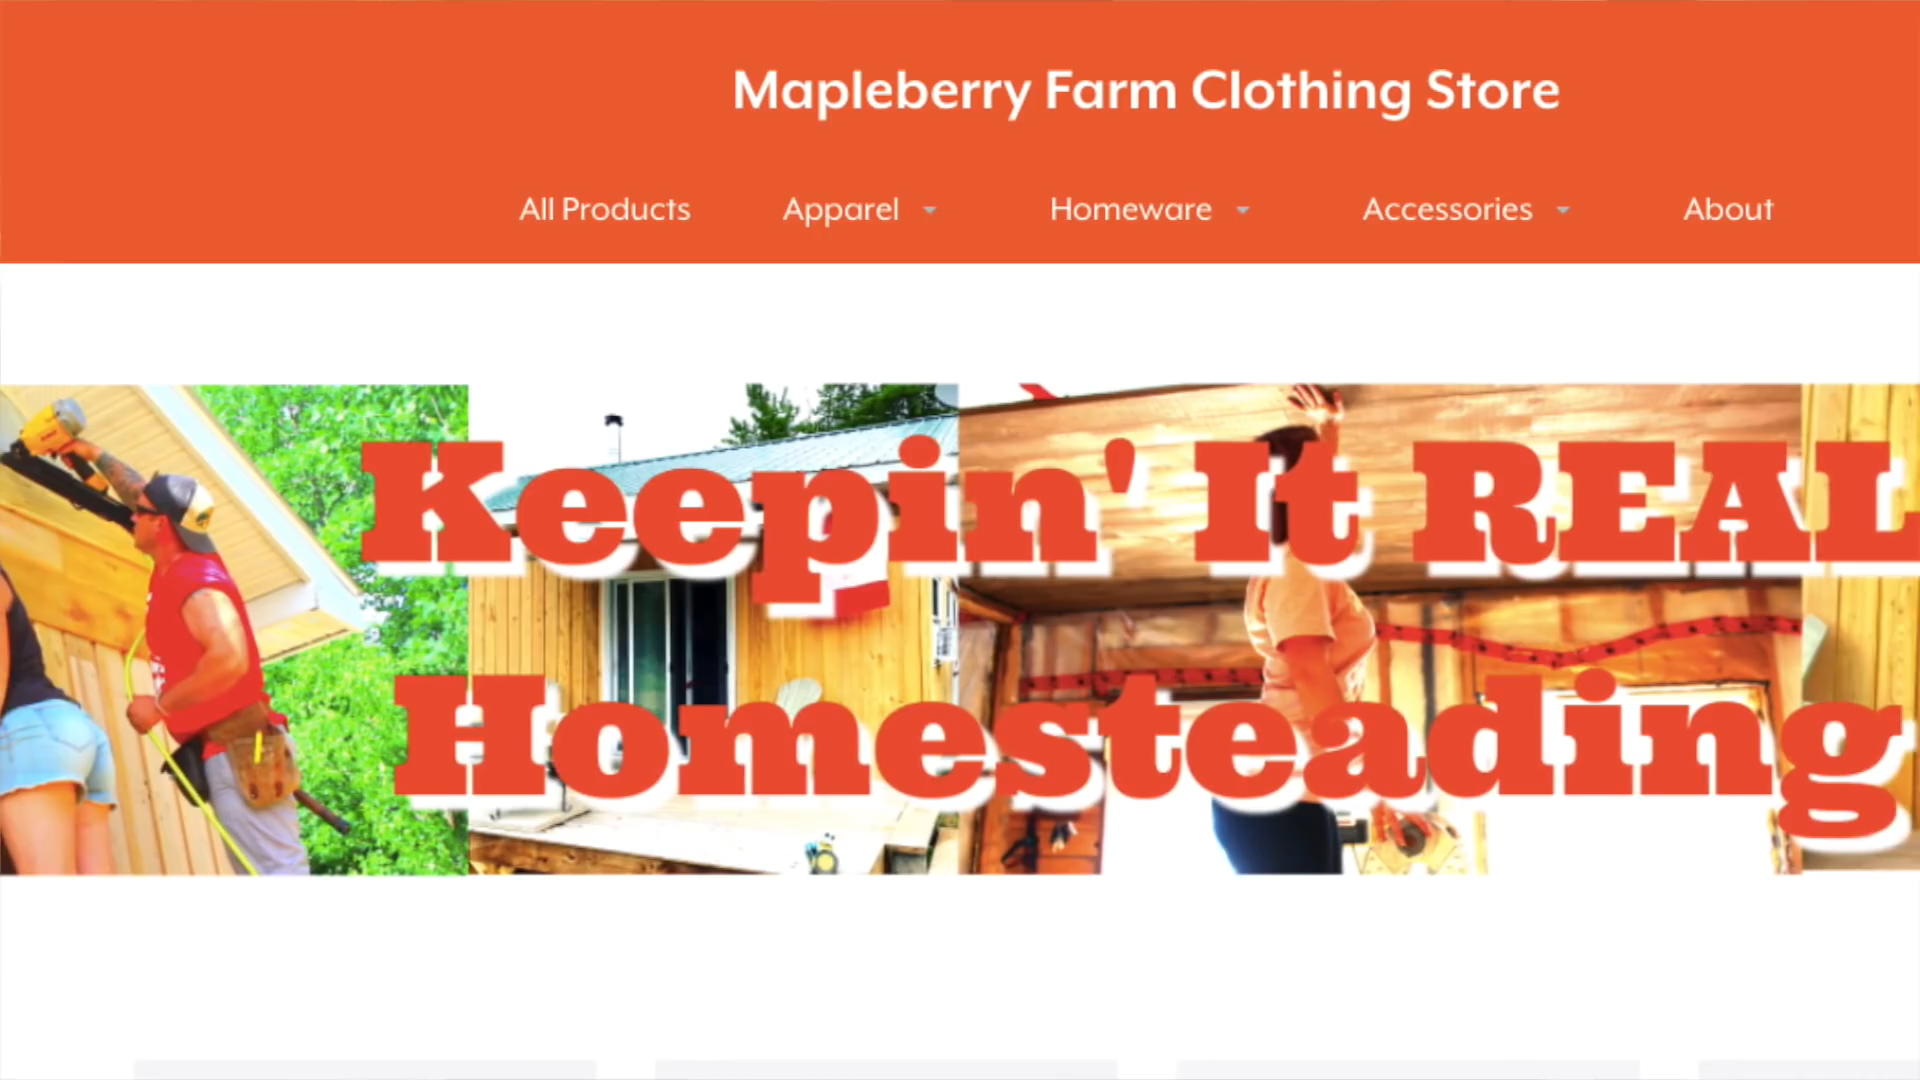 Mapleberry Farm Clothing Store
All Products Apparel Homeware Accessories About
Keepin' It REAL
Homesteading